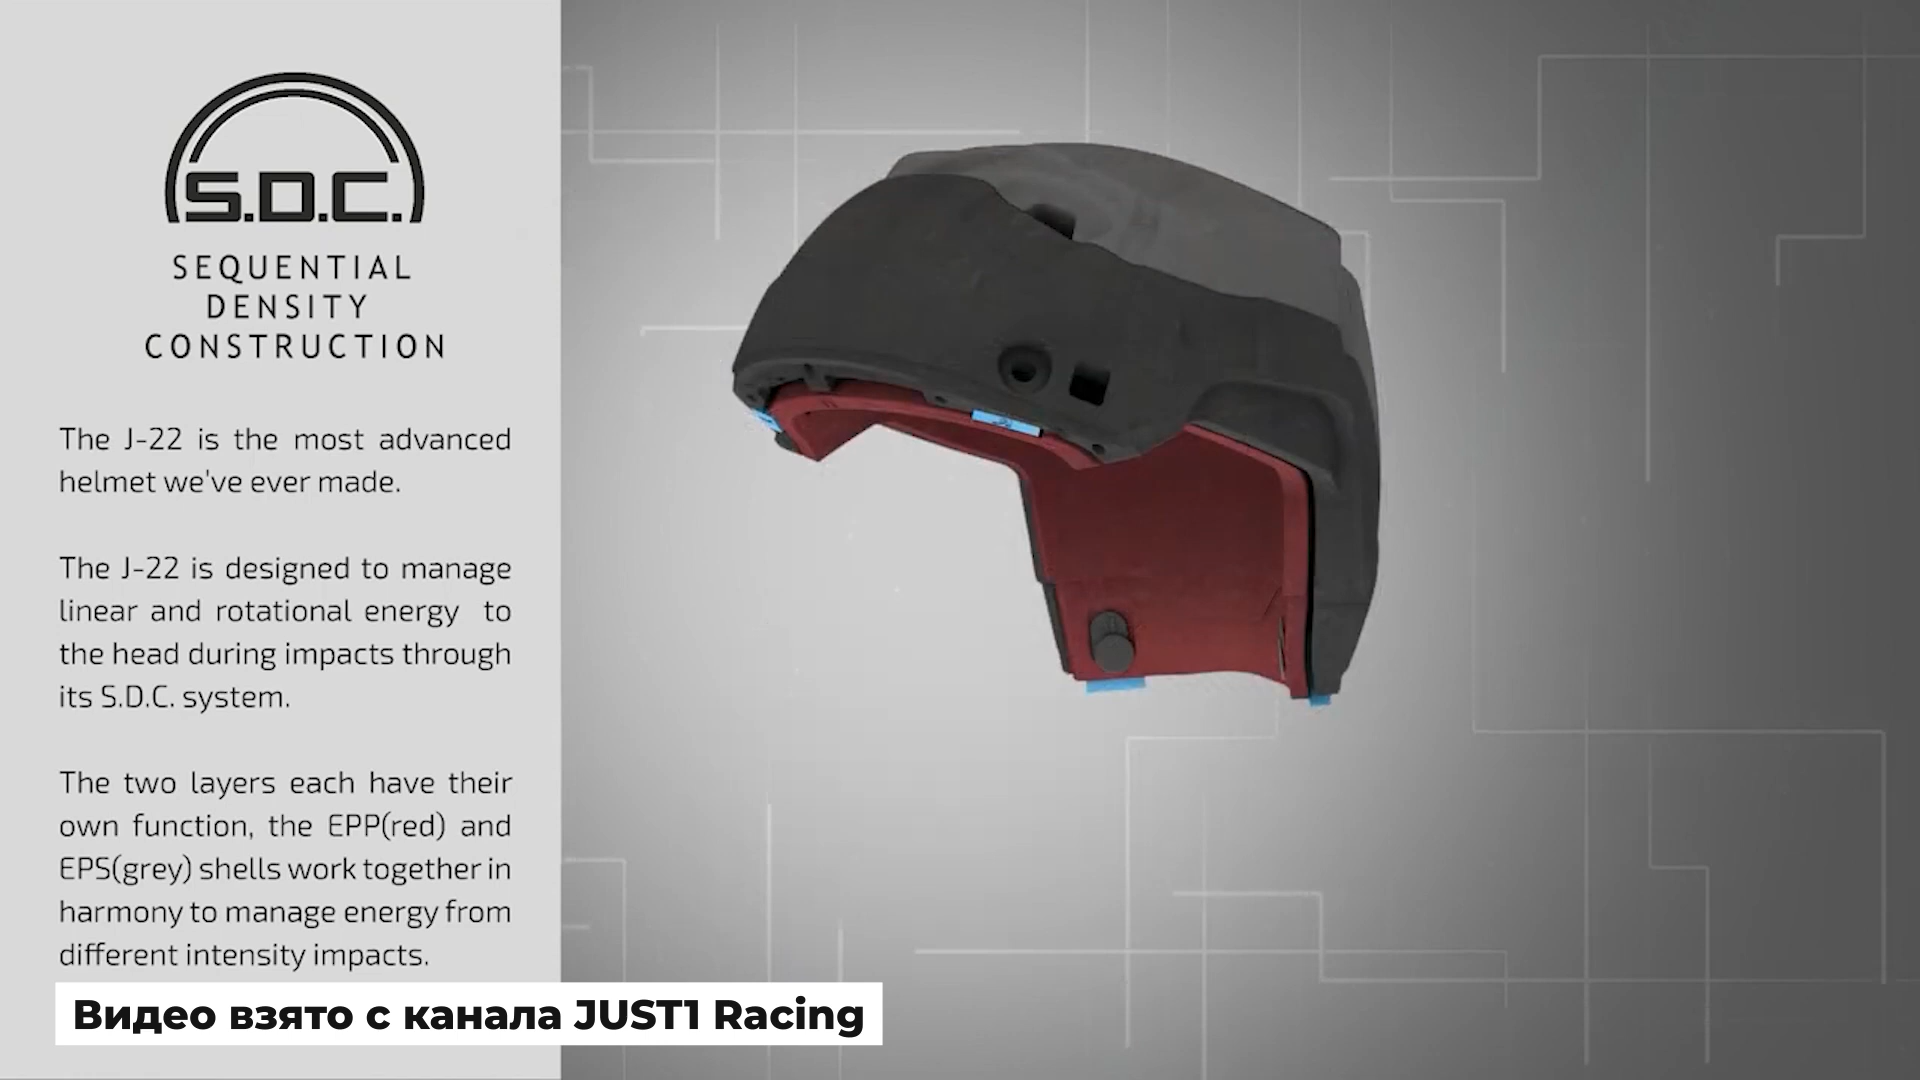 S.D.C.
SEQUENTIAL
DENSITY
CONSTRUCTION
The J-22 is the most advanced
helmet we've ever made.
The J-22 is designed to manage
linear and rotational energy to
the head during impacts through
its S.D.C. system.
The two layers each have their
own function, the EPP(red) and
EPS(grey) shells work together in
harmony to manage energy from
different intensity impacts.
Видео взято с канала JUST1 Racing